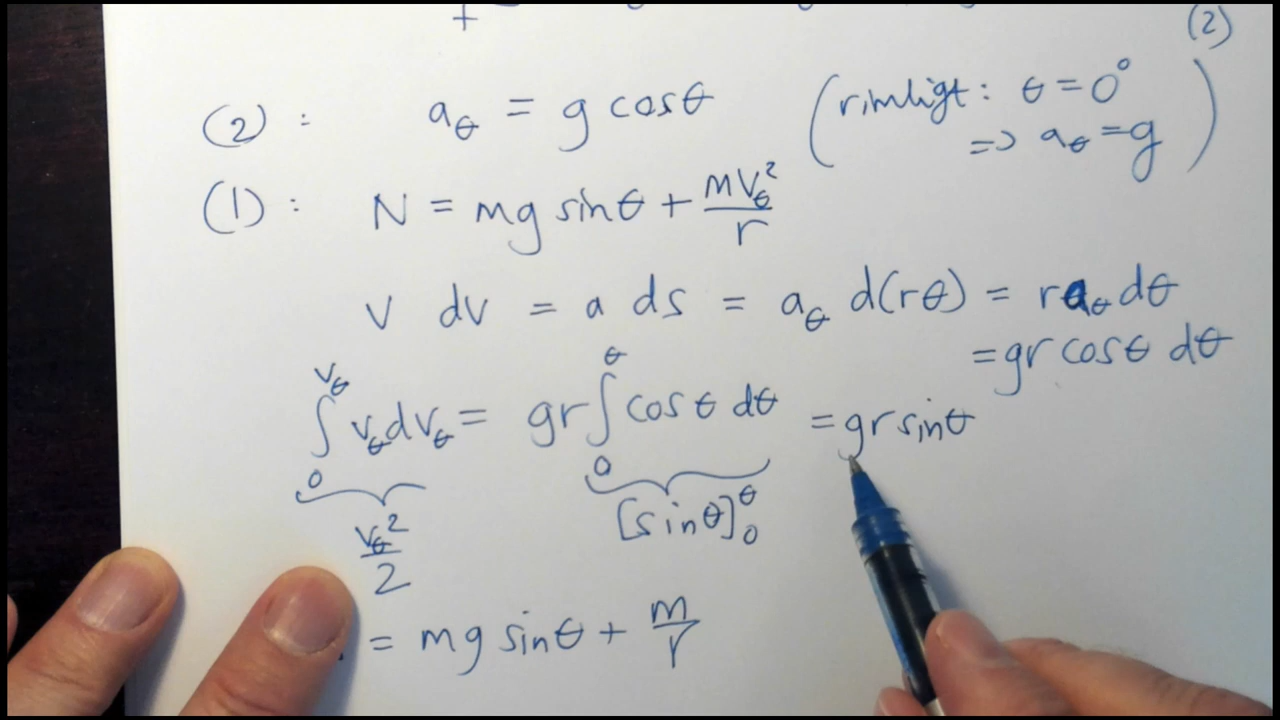 (2)
(2): a_θ = g cosθ (rimligt: θ = 0°
=> a_θ = g)
(1): N = mg sinθ + mv_θ²/r
v dv = a ds = a_θ d(rθ) = ra_θ dθ
= gr cosθ dθ
∫₀^{v_θ} v_θ dv_θ = gr ∫₀^θ cosθ dθ = gr sinθ
v_θ²/2 [sinθ]₀^θ
= mg sinθ + m/r